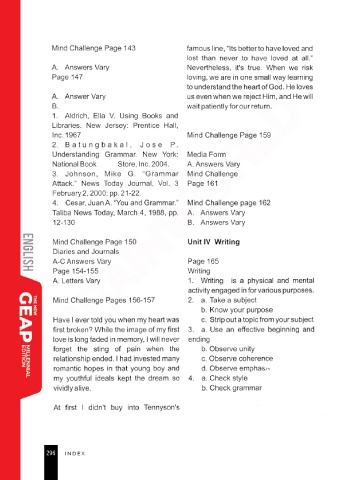 Mind Challenge Page 143
A. Answers Vary
Page 147
A. Answer Vary
B.
1. Aldrich, Ella V. Using Books and
Libraries. New Jersey: Prentice Hall,
Inc. 1967
2. Batungbakal, Jose P.
Understanding Grammar. New York:
National Book Store, Inc. 2004.
3. Johnson, Mike G. "Grammar
Attack." News Today Journal, Vol. 3
February 2, 2000: pp. 21-22.
4. Cesar, Juan A. "You and Grammar."
Taliba News Today, March 4, 1988, pp.
12-130
Mind Challenge Page 150
Diaries and Journals
A-C Answers Vary
Page 154-155
A. Letters Vary
Mind Challenge Pages 156-157
Have I ever told you when my heart was
first broken? While the image of my first
love is long faded in memory, I will never
forget the sting of pain when the
relationship ended. I had invested many
romantic hopes in that young boy and
my youthful ideals kept the dream so
vividly alive.
At first I didn't buy into Tennyson's
famous line, "Its better to have loved and
lost than never to have loved at all."
Nevertheless, it's true. When we risk
loving, we are in one small way learning
to understand the heart of God. He loves
us even when we reject Him, and He will
wait patiently for our return.
Mind Challenge Page 159
Media Form
A. Answers Vary
Mind Challenge
Page 161
Mind Challenge page 162
A. Answers Vary
B. Answers Vary
Unit IV Writing
Page 165
Writing
1. Writing is a physical and mental
activity engaged in for various purposes.
2. a. Take a subject
b. Know your purpose
c. Strip out a topic from your subject
3. a. Use an effective beginning and
ending
b. Observe unity
c. Observe coherence
d. Observe emphasis
4. a. Check style
b. Check grammar
ENGLISH
THE NEW
GEAP
MILLENNIAL
EDITION
296 INDEX